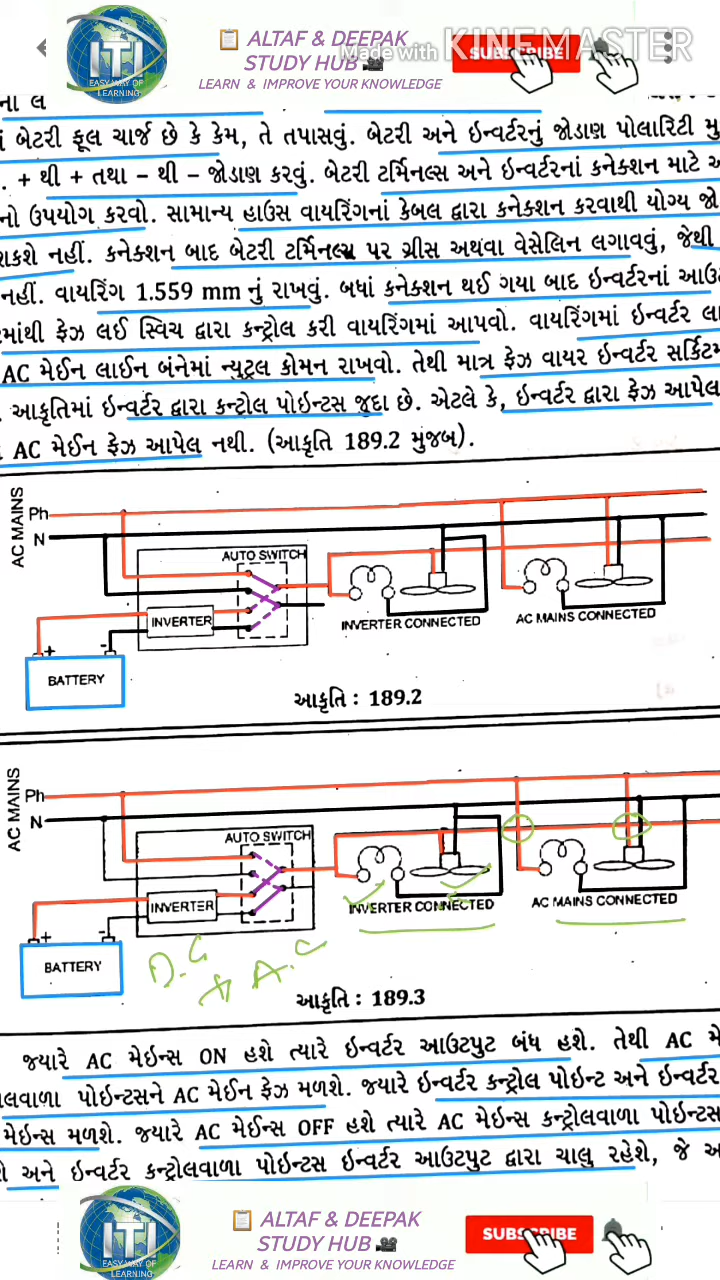 ITI
EASY WAY OF
LEARNING
📋 ALTAF & DEEPAK
STUDY HUB 🎥
LEARN & IMPROVE YOUR KNOWLEDGE
Made with KINEMASTER
SUBSCRIBE
બેટરી ફૂલ ચાર્જ છે કે કેમ, તે તપાસવું. બેટરી અને ઇન્વર્ટરનું જોડાણ પોલારિટી મુ
. + થી + તથા – થી – જોડાણ કરવું. બેટરી ટર્મિનલ્સ અને ઇન્વર્ટરનાં કનેક્શન માટે
નો ઉપયોગ કરવો. સામાન્ય હાઉસ વાયરિંગનાં કેબલ દ્વારા કનેક્શન કરવાથી યોગ્ય જો
શકશે નહીં. કનેક્શન બાદ બેટરી ટર્મિનલ્સ પર ગ્રીસ અથવા વેસેલિન લગાવવું, જેથી
નહીં. વાયરિંગ 1.559 mm નું રાખવું. બધાં કનેક્શન થઈ ગયા બાદ ઇન્વર્ટરનાં આઉટ
માંથી ફેઝ લઈ સ્વિચ દ્વારા કન્ટ્રોલ કરી વાયરિંગમાં આપવો. વાયરિંગમાં ઇન્વર્ટર લા
AC મેઈન લાઈન બંનેમાં ન્યુટ્રલ કોમન રાખવો. તેથી માત્ર ફેઝ વાયર ઇન્વર્ટર સર્કિટમ
. આકૃતિમાં ઇન્વર્ટર દ્વારા કન્ટ્રોલ પોઇન્ટસ જુદા છે. એટલે કે, ઇન્વર્ટર દ્વારા ફેઝ આપેલ
AC મેઈન ફેઝ આપેલ નથી. (આકૃતિ 189.2 મુજબ).
AC MAINS
Ph
N
AUTO SWITCH
INVERTER
+ -
BATTERY
INVERTER CONNECTED
AC MAINS CONNECTED
આકૃતિ : 189.2
AC MAINS
Ph
N
AUTO SWITCH
INVERTER
+ -
BATTERY
INVERTER CONNECTED
AC MAINS CONNECTED
D.C A.C
આકૃતિ : 189.3
જ્યારે AC મેઇન્સ ON હશે ત્યારે ઇન્વર્ટર આઉટપુટ બંધ હશે. તેથી AC મે
લવાળા પોઇન્ટસને AC મેઈન ફેઝ મળશે. જ્યારે ઇન્વર્ટર કન્ટ્રોલ પોઇન્ટ અને ઇન્વર્ટર
મેઇન્સ મળશે. જ્યારે AC મેઈન્સ OFF હશે ત્યારે AC મેઇન્સ કન્ટ્રોલવાળા પોઇન્ટસ
અને ઇન્વર્ટર કન્ટ્રોલવાળા પોઇન્ટસ ઇન્વર્ટર આઉટપુટ દ્વારા ચાલુ રહેશે, જે
ITI
EASY WAY OF
LEARNING
📋 ALTAF & DEEPAK
STUDY HUB 🎥
LEARN & IMPROVE YOUR KNOWLEDGE
SUBSCRIBE